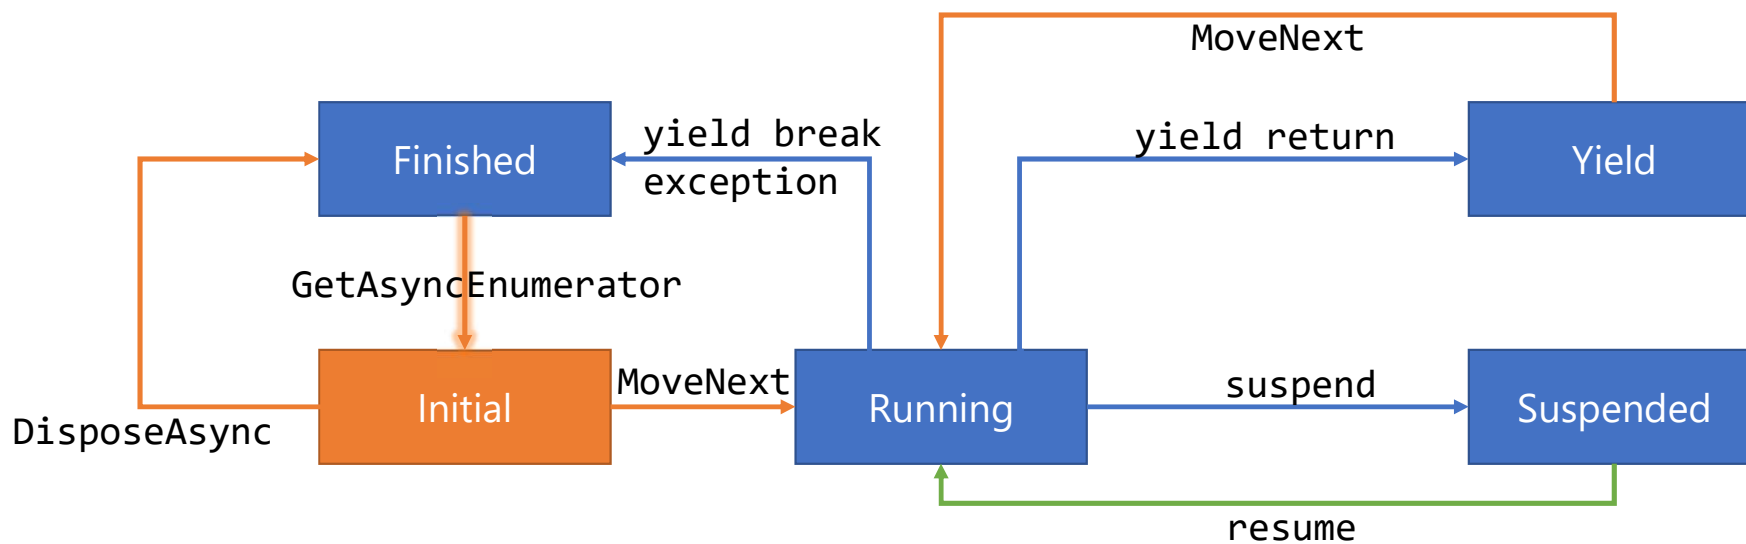 MoveNext
Finished
yield break
exception
yield return
Yield
GetAsyncEnumerator
Initial
DisposeAsync
MoveNext
Running
suspend
Suspended
resume